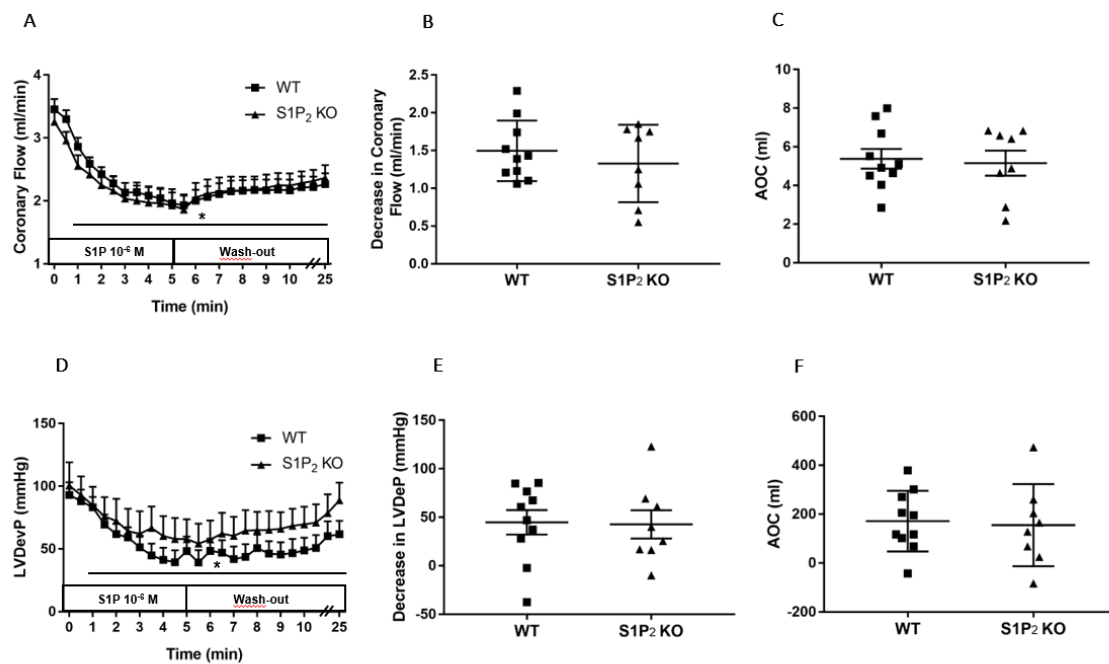 A
Coronary Flow (ml/min)
4
3
2
1
WT
S1P₂ KO
*
S1P 10⁻⁶ M
Wash-out
0 1 2 3 4 5 6 7 8 9 10 25
Time (min)
B
Decrease in Coronary
Flow (ml/min)
2.5
2.0
1.5
1.0
0.5
0.0
WT
S1P₂ KO
C
AOC (ml)
10
8
6
4
2
0
WT
S1P₂ KO
D
LVDevP (mmHg)
150
100
50
0
WT
S1P₂ KO
*
S1P 10⁻⁶ M
Wash-out
0 1 2 3 4 5 6 7 8 9 10 25
Time (min)
E
Decrease in LVDeP (mmHg)
150
100
50
0
-50
WT
S1P₂ KO
F
AOC (ml)
600
400
200
0
-200
WT
S1P₂ KO